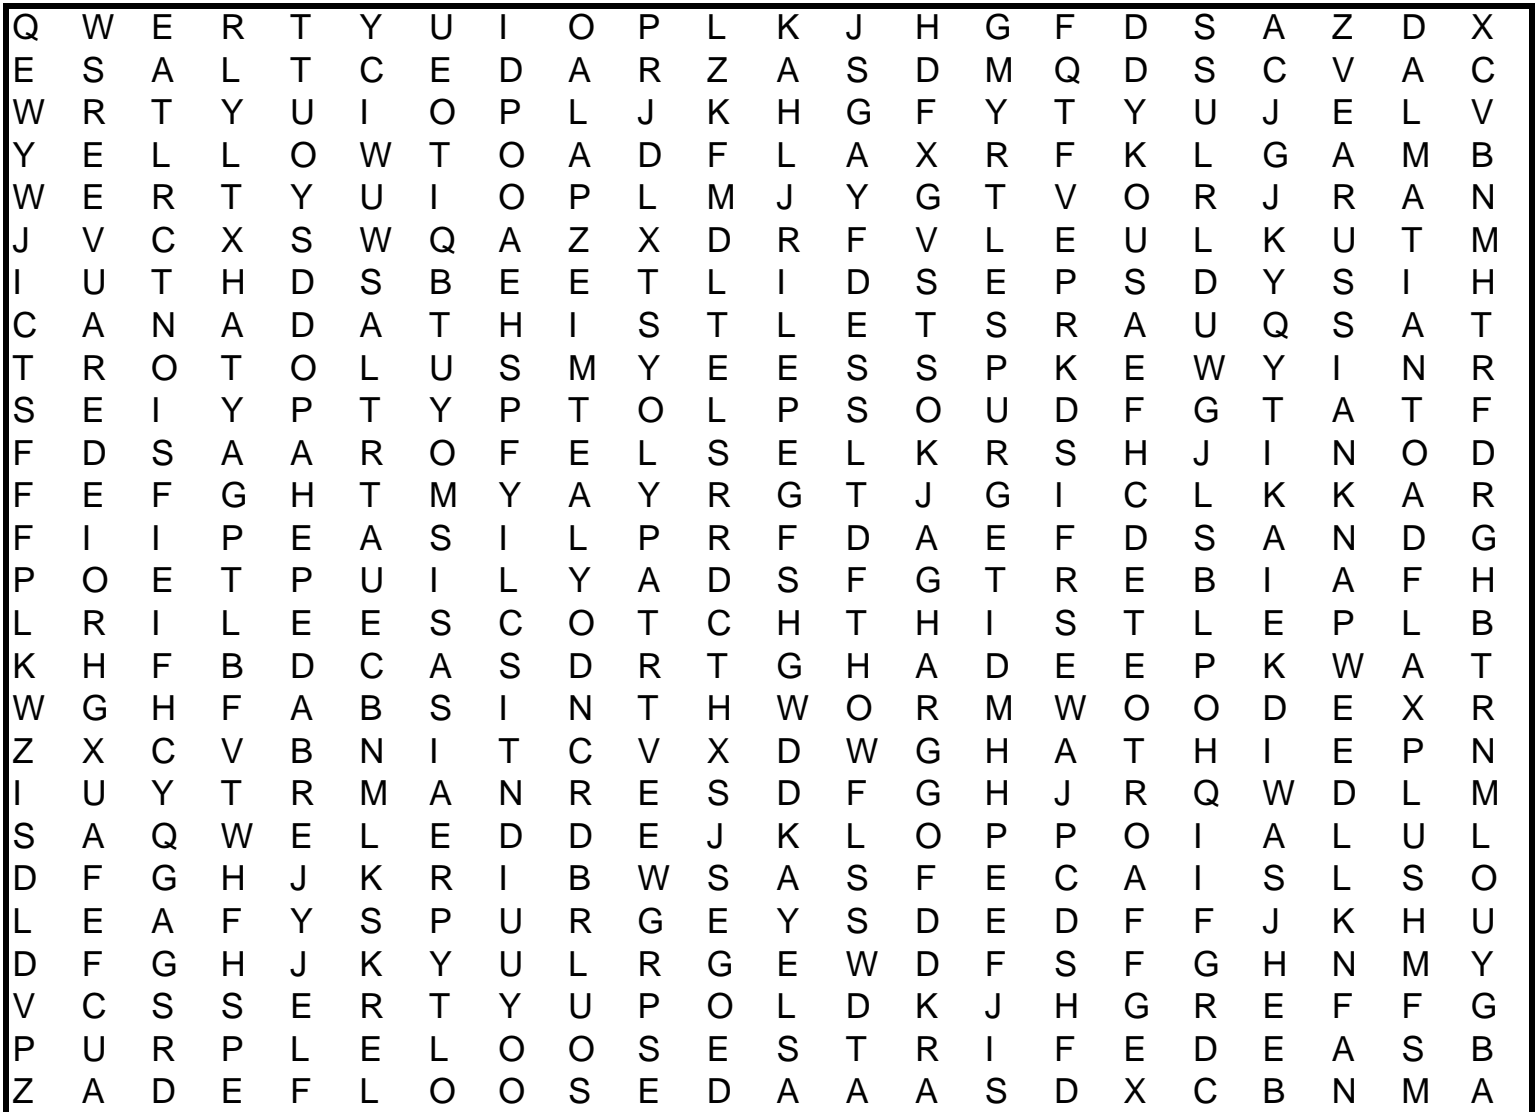 Q W E R T Y U I O P L K J H G F D S A Z D X
E S A L T C E D A R Z A S D M Q D S C V A C
W R T Y U I O P L J K H G F Y T Y U J E L V
Y E L L O W T O A D F L A X R F K L G A M B
W E R T Y U I O P L M J Y G T V O R J R A N
J V C X S W Q A Z X D R F V L E U L K U T M
I U T H D S B E E T L I D S E P S D Y S I H
C A N A D A T H I S T L E T S R A U Q S A T
T R O T O L U S M Y E E S S P K E W Y I N R
S E I Y P T Y P T O L P S O U D F G T A T F
F D S A A R O F E L S E L K R S H J I N O D
F E F G H T M Y A Y R G T J G I C L K K A R
F I I P E A S I L P R F D A E F D S A N D G
P O E T P U I L Y A D S F G T R E B I A F H
L R I L E E S C O T C H T H I S T L E P L B
K H F B D C A S D R T G H A D E E P K W A T
W G H F A B S I N T H W O R M W O O D E X R
Z X C V B N I T C V X D W G H A T H I E P N
I U Y T R M A N R E S D F G H J R Q W D L M
S A Q W E L E D D E J K L O P P O I A L U L
D F G H J K R I B W S A S F E C A I S L S O
L E A F Y S P U R G E Y S D E D F F J K H U
D F G H J K Y U L R G E W D F S F G H N M Y
V C S S E R T Y U P O L D K J H G R E F F G
P U R P L E L O O S E S T R I F E D E A S B
Z A D E F L O O S E D A A A S D X C B N M A